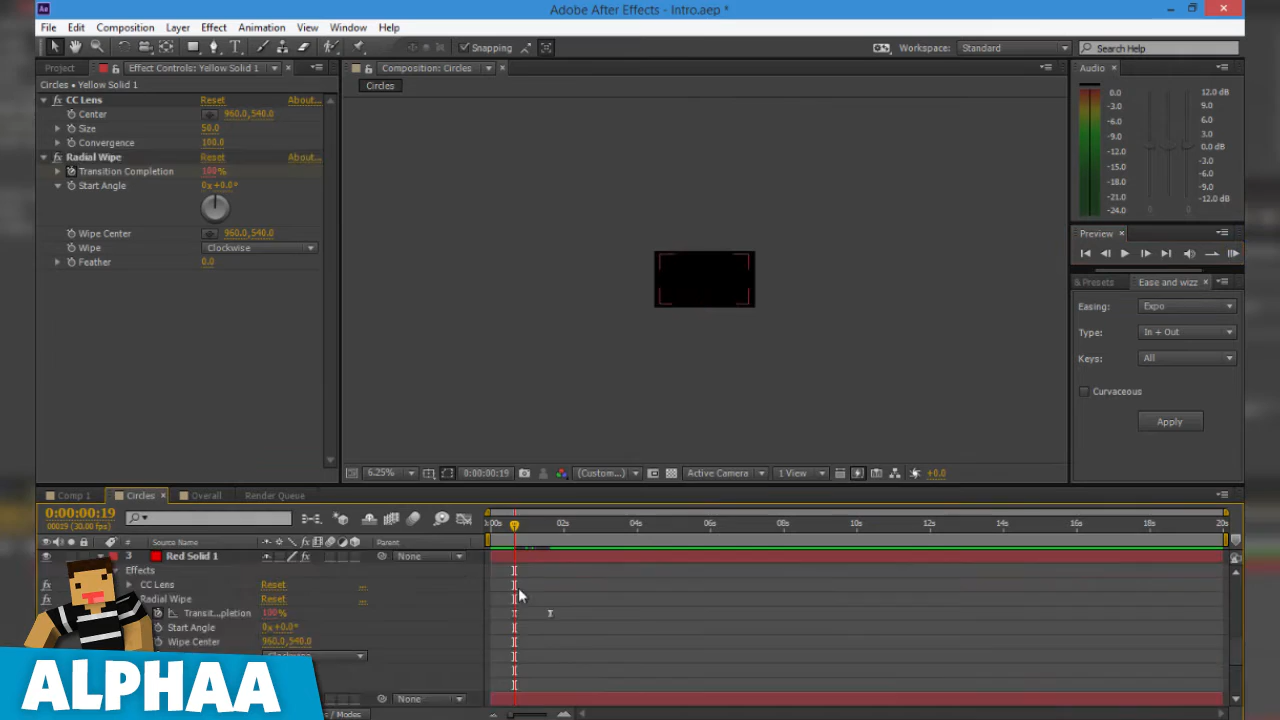 Adobe After Effects - Intro.aep *
File Edit Composition Layer Effect Animation View Window Help
Snapping
Workspace: Standard
Search Help
Project
Effect Controls: Yellow Solid 1
Composition: Circles
Audio
Circles • Yellow Solid 1
Circles
fx CC Lens Reset About...
Center 960.0,540.0
Size 50.0
Convergence 100.0
fx Radial Wipe Reset About...
Transition Completion 100%
Start Angle 0x+0.0°
Wipe Center 960.0,540.0
Wipe Clockwise
Feather 0.0
0.0 12.0 dB
-3.0 9.0
-6.0 6.0
-9.0 3.0
-12.0 0.0 dB
-15.0 -3.0
-18.0 -6.0
-21.0 -9.0
-24.0 -12.0 dB
Preview
Presets Ease and wizz
Easing: Expo
Type: In + Out
Keys: All
Curvaceous
Apply
6.25% 0:00:00:19 (Custom... Active Camera 1 View +0.0
Comp 1 Circles Overall Render Queue
0:00:00:19
00019 (30.00 fps)
:00s 02s 04s 06s 08s 10s 12s 14s 16s 18s 20s
# Source Name Parent
3 Red Solid 1 None
Effects
fx CC Lens Reset ...
fx Radial Wipe Reset ...
Transit...pletion 100%
Start Angle 0x+0.0°
Wipe Center 960.0,540.0
None
/ Modes
ALPHAA